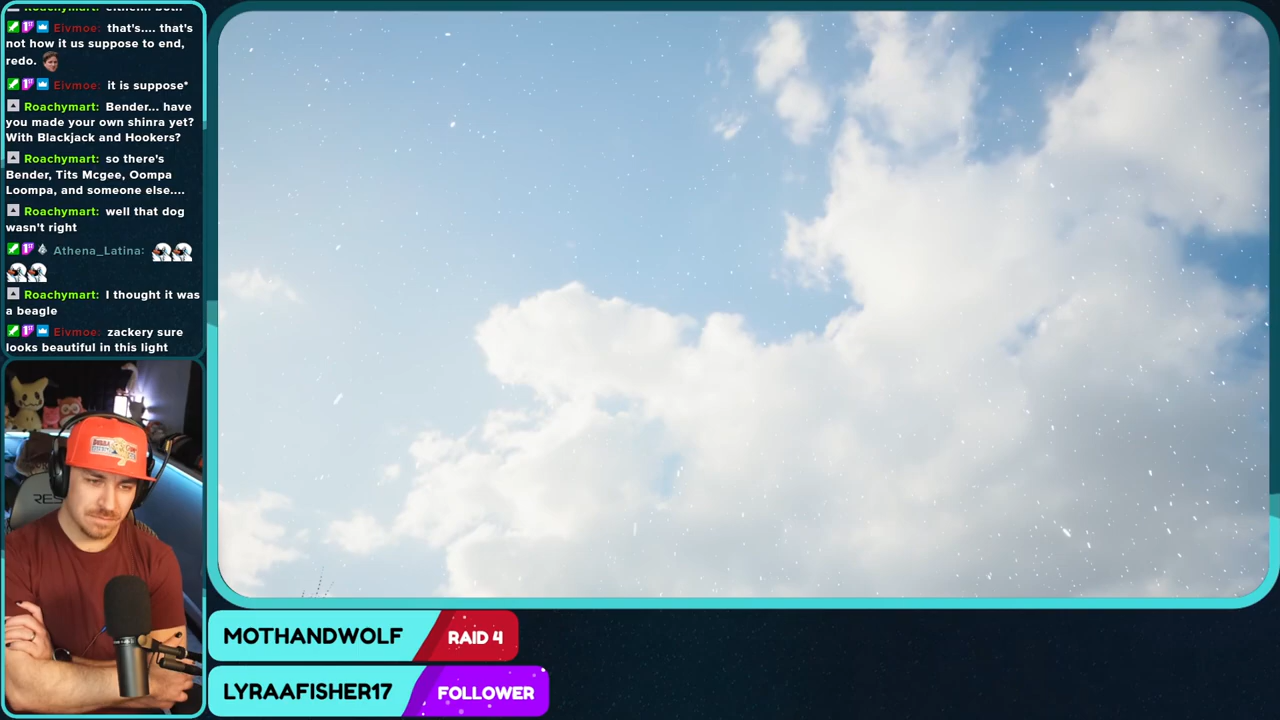 Eivmoe: that's.... that's
not how it us suppose to end,
redo.
Eivmoe: it is suppose*
Roachymart: Bender... have
you made your own shinra yet?
With Blackjack and Hookers?
Roachymart: so there's
Bender, Tits Mcgee, Oompa
Loompa, and someone else....
Roachymart: well that dog
wasn't right
Athena_Latina:
Roachymart: I thought it was
a beagle
Eivmoe: zackery sure
looks beautiful in this light
MOTHANDWOLF RAID 4
LYRAAFISHER17 FOLLOWER